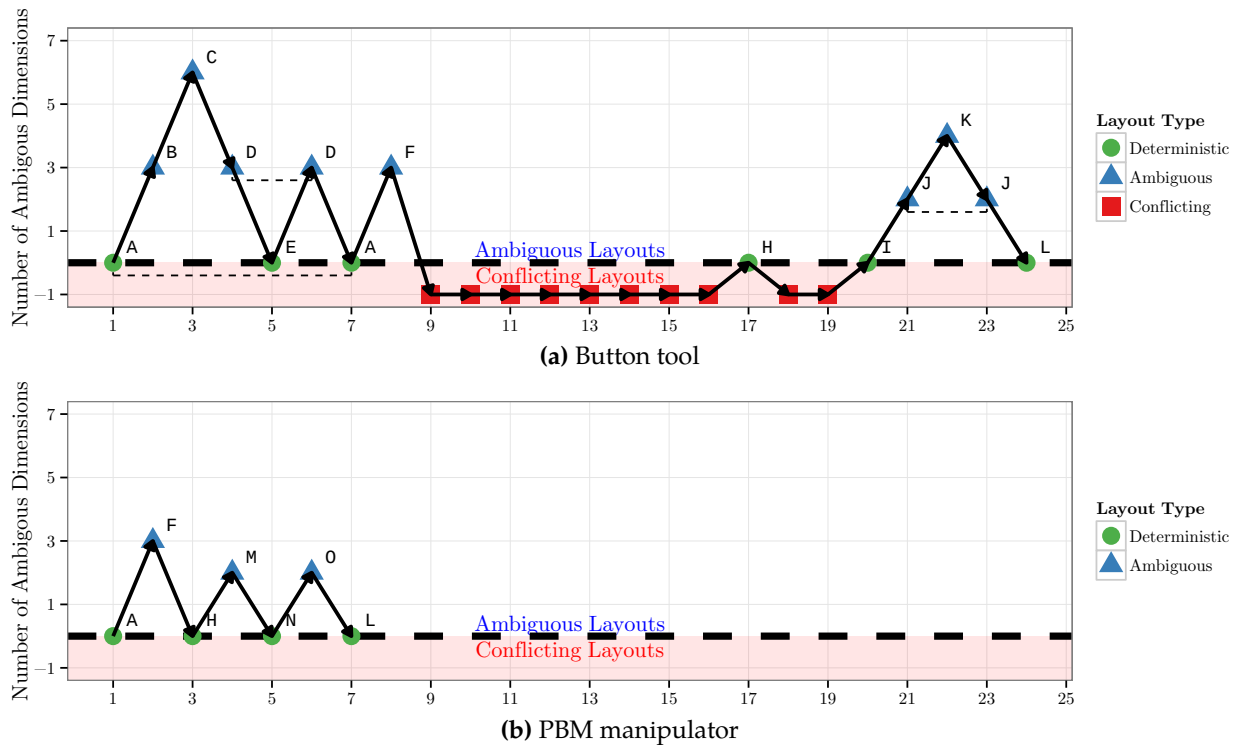 Number of Ambigous Dimensions
7
5
3
1
−1
C
B
D
D
F
K
J
J
A
E
A
H
I
L
Ambiguous Layouts
Conflicting Layouts
1 3 5 7 9 11 13 15 17 19 21 23 25
Layout Type
Deterministic
Ambiguous
Conflicting
(a) Button tool
Number of Ambigous Dimensions
7
5
3
1
−1
F
M
O
A
H
N
L
Ambiguous Layouts
Conflicting Layouts
1 3 5 7 9 11 13 15 17 19 21 23 25
Layout Type
Deterministic
Ambiguous
(b) PBM manipulator